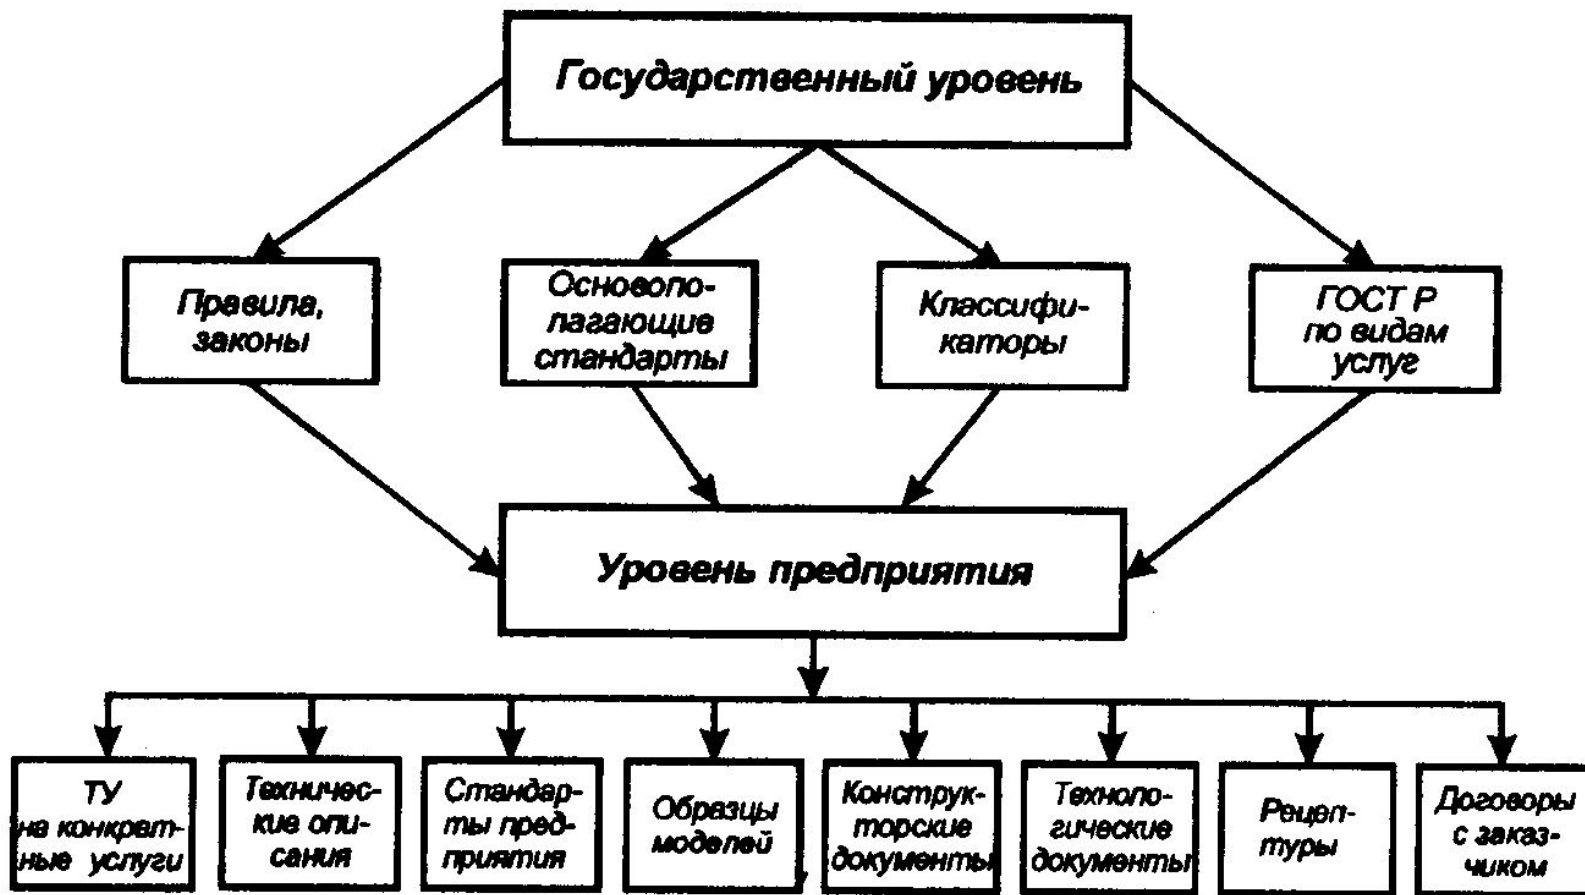 Государственный уровень
Правила,
законы
Осново­по-
лагающие
стандарты
Классифи-
каторы
ГОСТ Р
по видам
услуг
Уровень предприятия
ТУ
на конкрет-
ные услуги
Техничес-
кие опи-
сания
Стандар-
ты пред-
приятия
Образцы
моделей
Конструк-
торские
документы
Техноло-
гические
документы
Рецеп-
туры
Договоры
с заказ-
чиком